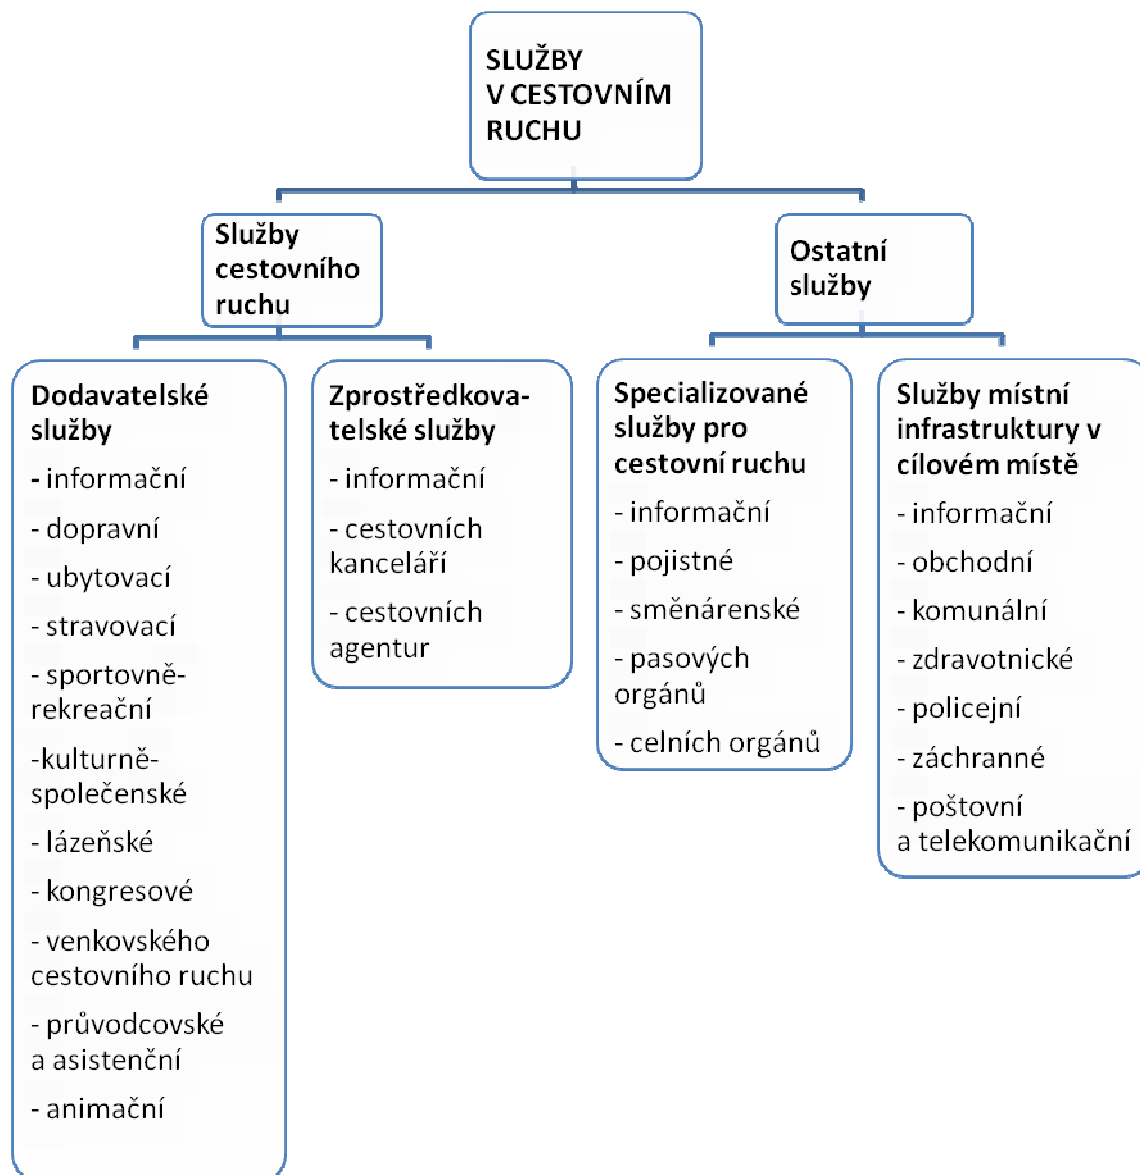 SLUŽBY
V CESTOVNÍM
RUCHU
Služby
cestovního
ruchu
Ostatní
služby
Dodavatelské
služby
- informační
- dopravní
- ubytovací
- stravovací
- sportovně-
rekreační
-kulturně-
společenské
- lázeňské
- kongresové
- venkovského
cestovního ruchu
- průvodcovské
a asistenční
- animační
Zprostředkova-
telské služby
- informační
- cestovních
kanceláří
- cestovních
agentur
Specializované
služby pro
cestovní ruchu
- informační
- pojistné
- směnárenské
- pasových
orgánů
- celních orgánů
Služby místní
infrastruktury v
cílovém místě
- informační
- obchodní
- komunální
- zdravotnické
- policejní
- záchranné
- poštovní
a telekomunikační